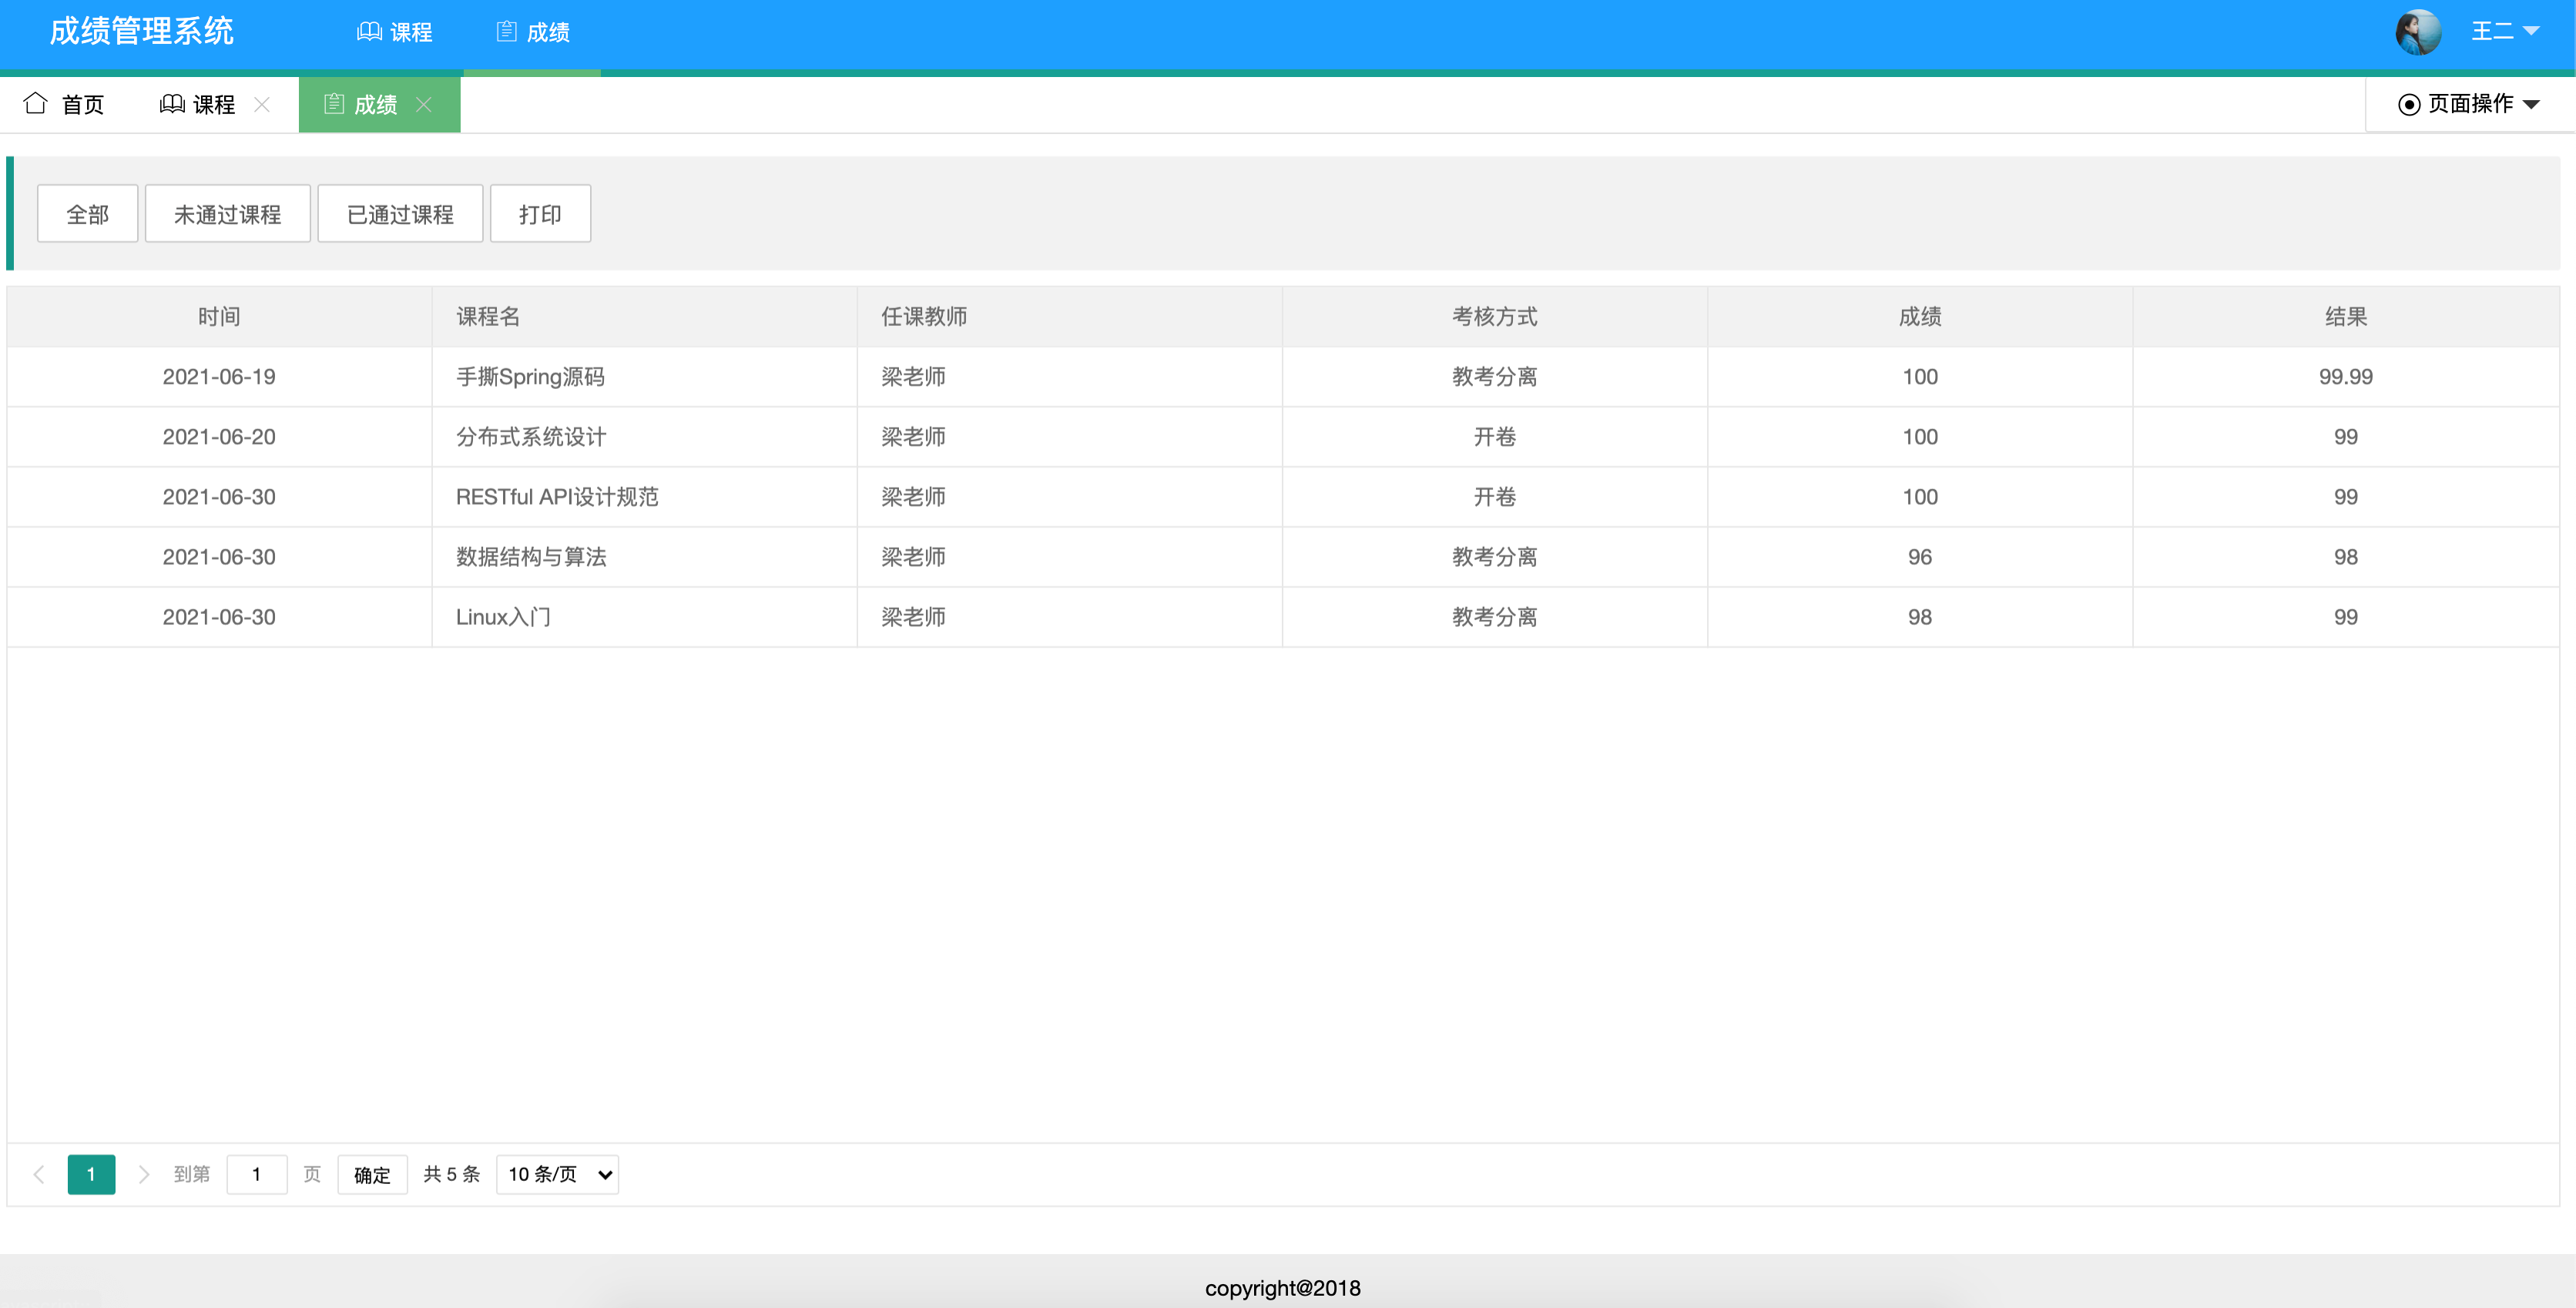 成绩管理系统 课程 成绩 王二
首页 课程 成绩 页面操作
全部 未通过课程 已通过课程 打印
时间 课程名 任课教师 考核方式 成绩 结果
2021-06-19 手撕Spring源码 梁老师 教考分离 100 99.99
2021-06-20 分布式系统设计 梁老师 开卷 100 99
2021-06-30 RESTful API设计规范 梁老师 开卷 100 99
2021-06-30 数据结构与算法 梁老师 教考分离 96 98
2021-06-30 Linux入门 梁老师 教考分离 98 99
1 到第 1 页 确定 共 5 条 10 条/页
copyright@2018